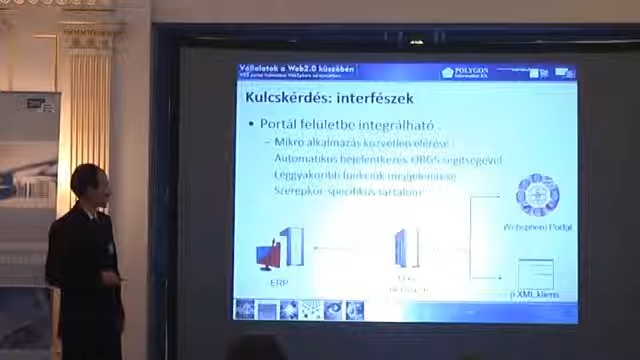 Vállalatok a Web2.0 küszöbén
POLYGON
Kulcskérdés: interfészek
• Portál felületbe integrálható
– Mikro alkalmazás közvetlen elérése
Automatikus bejelentkezés segítségével
Leggyakoribb funkciók megjelenítése
Szerepkör-specifikus tartalom
Websphere Portal
ERP
XML kliens